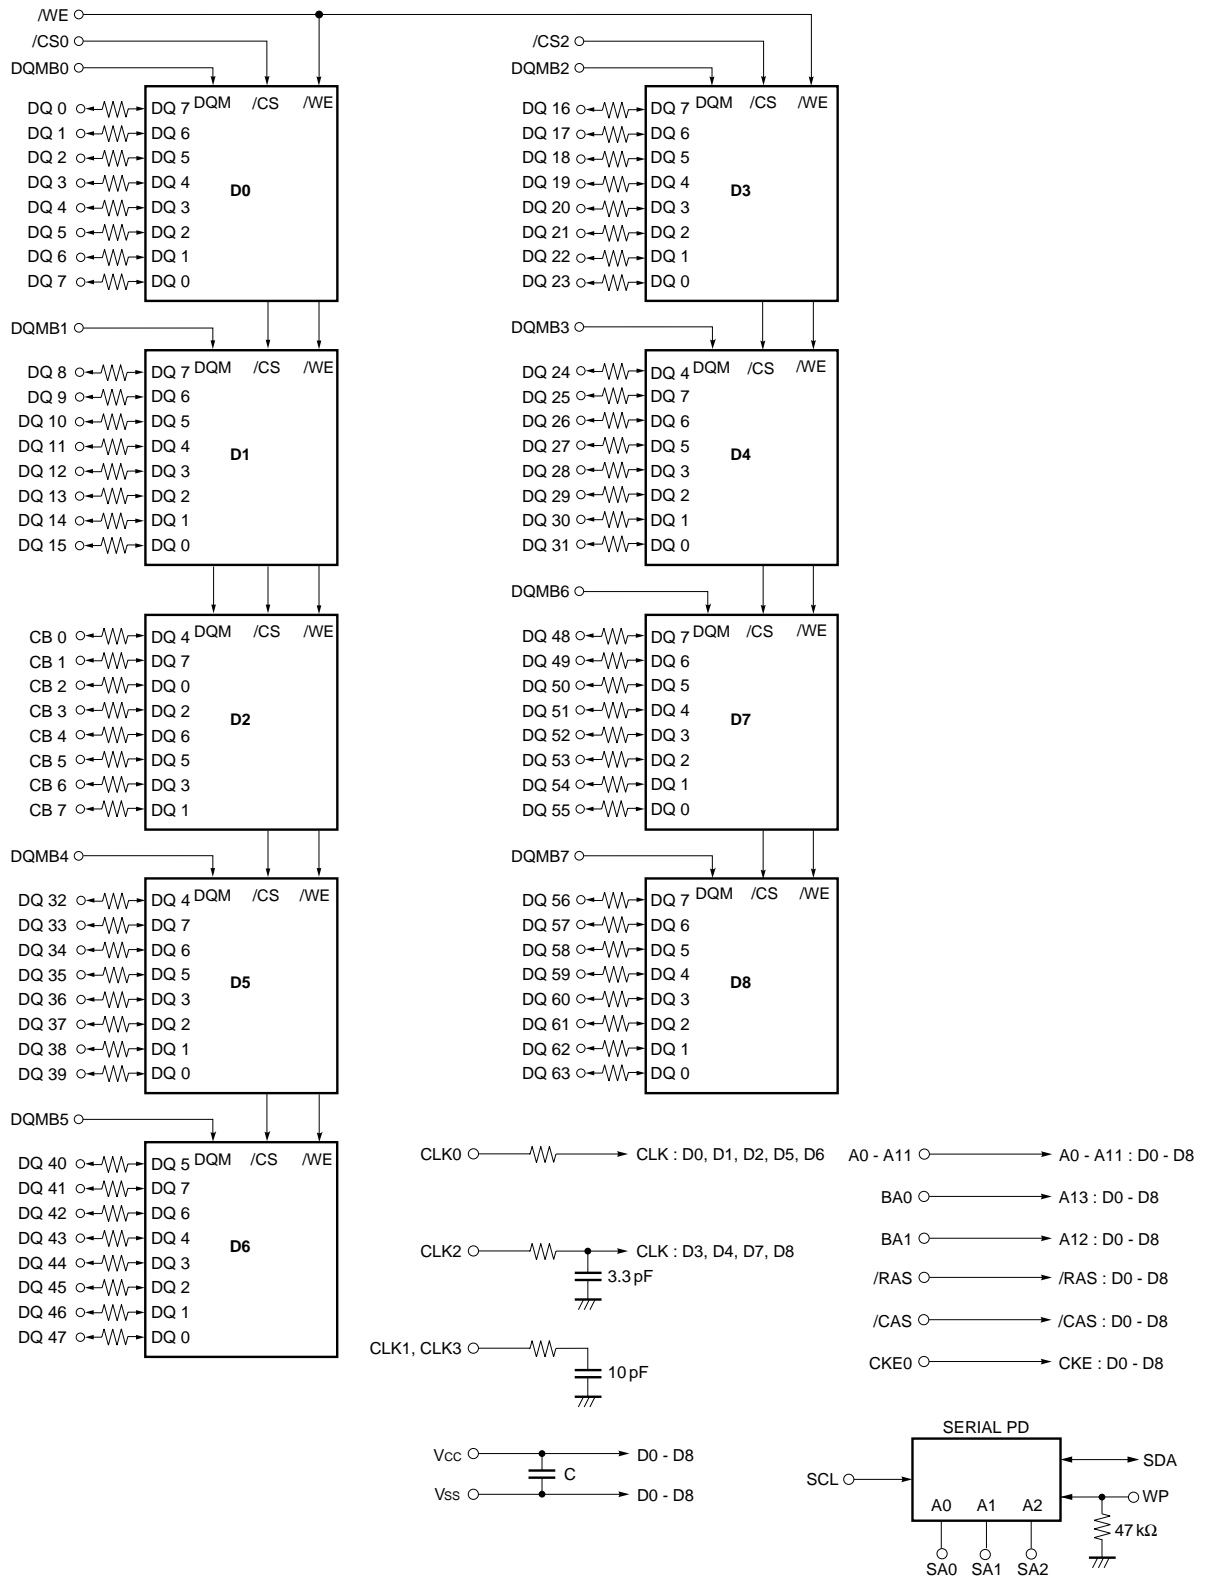 /WE
/CS0
DQMB0
DQM /CS /WE
DQ 0 DQ 7
DQ 1 DQ 6
DQ 2 DQ 5
DQ 3 DQ 4
D0
DQ 4 DQ 3
DQ 5 DQ 2
DQ 6 DQ 1
DQ 7 DQ 0
DQMB1
DQM /CS /WE
DQ 8 DQ 7
DQ 9 DQ 6
DQ 10 DQ 5
DQ 11 DQ 4
D1
DQ 12 DQ 3
DQ 13 DQ 2
DQ 14 DQ 1
DQ 15 DQ 0
DQM /CS /WE
CB 0 DQ 4
CB 1 DQ 7
CB 2 DQ 0
CB 3 DQ 2
D2
CB 4 DQ 6
CB 5 DQ 5
CB 6 DQ 3
CB 7 DQ 1
DQMB4
DQM /CS /WE
DQ 32 DQ 4
DQ 33 DQ 7
DQ 34 DQ 6
DQ 35 DQ 5
D5
DQ 36 DQ 3
DQ 37 DQ 2
DQ 38 DQ 1
DQ 39 DQ 0
DQMB5
DQM /CS /WE
DQ 40 DQ 5
DQ 41 DQ 7
DQ 42 DQ 6
DQ 43 DQ 4
D6
DQ 44 DQ 3
DQ 45 DQ 2
DQ 46 DQ 1
DQ 47 DQ 0
/CS2
DQMB2
DQM /CS /WE
DQ 16 DQ 7
DQ 17 DQ 6
DQ 18 DQ 5
DQ 19 DQ 4
D3
DQ 20 DQ 3
DQ 21 DQ 2
DQ 22 DQ 1
DQ 23 DQ 0
DQMB3
DQM /CS /WE
DQ 24 DQ 4
DQ 25 DQ 7
DQ 26 DQ 6
DQ 27 DQ 5
D4
DQ 28 DQ 3
DQ 29 DQ 2
DQ 30 DQ 1
DQ 31 DQ 0
DQMB6
DQM /CS /WE
DQ 48 DQ 7
DQ 49 DQ 6
DQ 50 DQ 5
DQ 51 DQ 4
D7
DQ 52 DQ 3
DQ 53 DQ 2
DQ 54 DQ 1
DQ 55 DQ 0
DQMB7
DQM /CS /WE
DQ 56 DQ 7
DQ 57 DQ 6
DQ 58 DQ 5
DQ 59 DQ 4
D8
DQ 60 DQ 3
DQ 61 DQ 2
DQ 62 DQ 1
DQ 63 DQ 0
CLK0 CLK : D0, D1, D2, D5, D6
CLK2 CLK : D3, D4, D7, D8
3.3 pF
CLK1, CLK3
10 pF
Vcc D0 - D8
C
Vss D0 - D8
A0 - A11 A0 - A11 : D0 - D8
BA0 A13 : D0 - D8
BA1 A12 : D0 - D8
/RAS /RAS : D0 - D8
/CAS /CAS : D0 - D8
CKE0 CKE : D0 - D8
SERIAL PD
SDA
SCL
WP
A0 A1 A2
47 kΩ
SA0 SA1 SA2